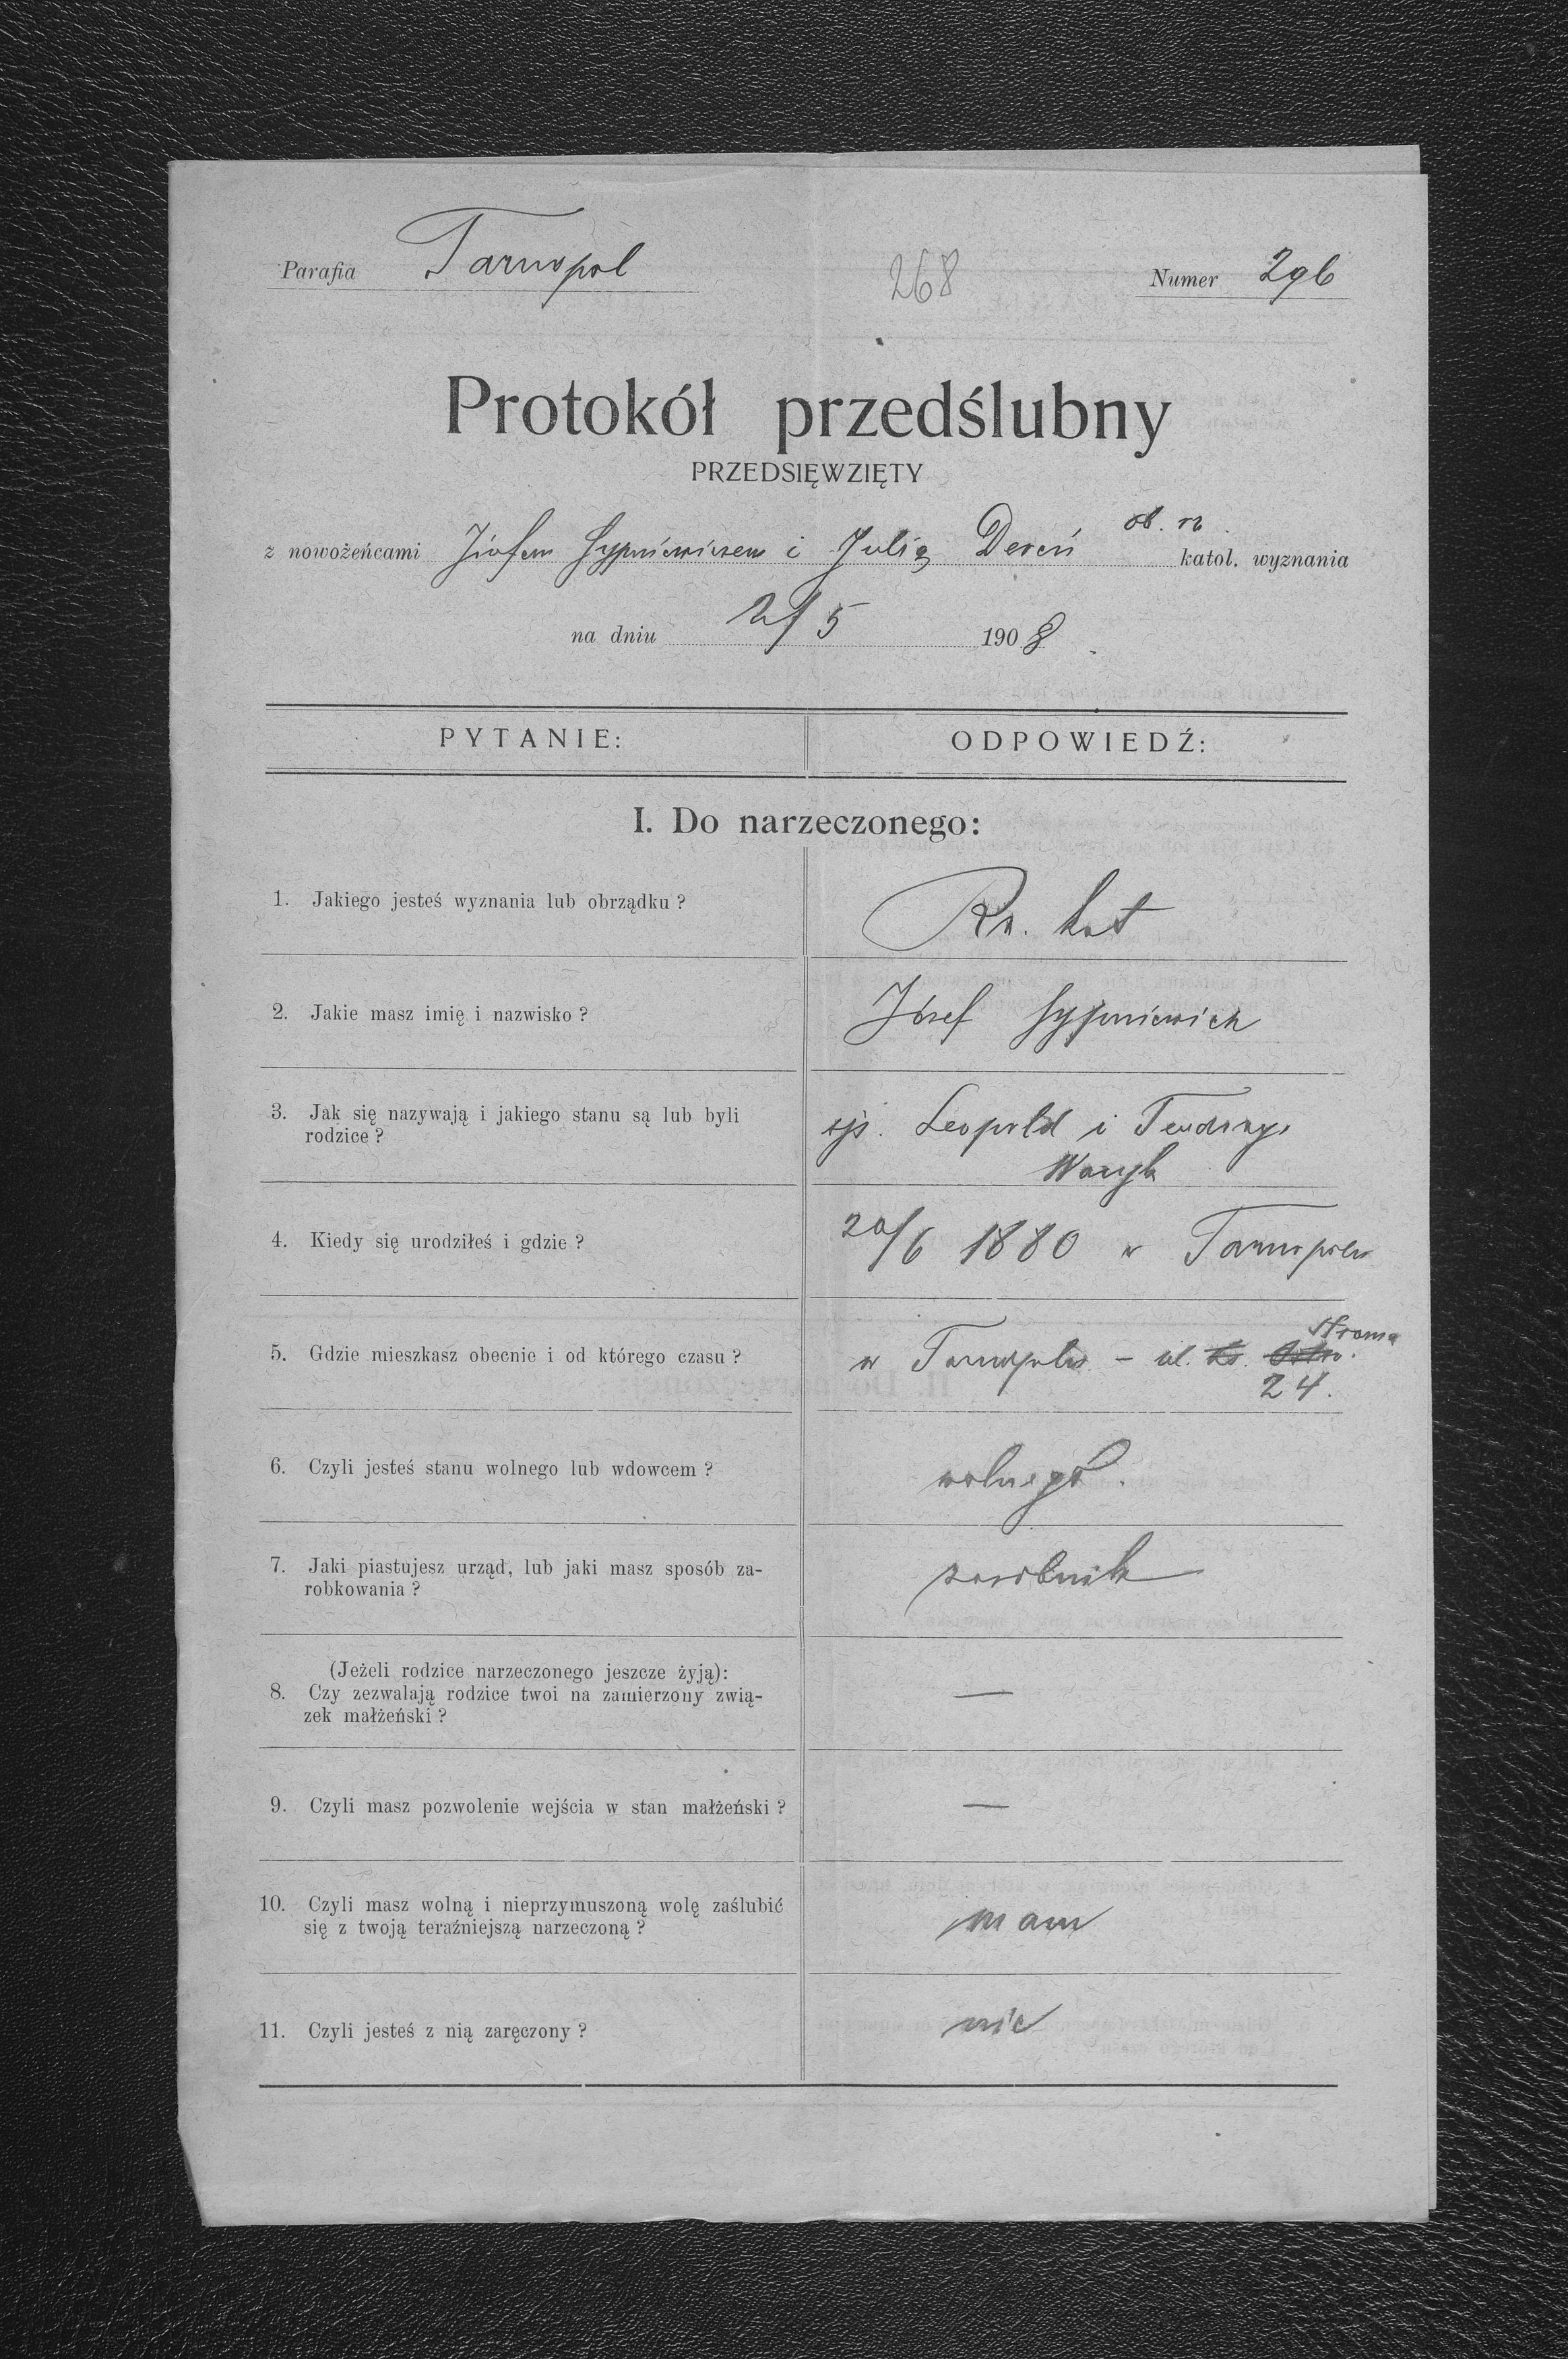 Parafia Tarnopol 268 Numer 296
Protokół przedślubny
PRZEDSIĘWZIĘTY
ob. rz.
z nowożeńcami Józefem Sypniewiczem i Julią Dereń katol. wyznania
na dniu 2/5 1908
PYTANIE: ODPOWIEDŹ:
I. Do narzeczonego:
1. Jakiego jesteś wyznania lub obrządku? Rz. kat
2. Jakie masz imię i nazwisko? Józef Sypniewicz
3. Jak się nazywają i jakiego stanu są lub byli
rodzice? Leopold i
4. Kiedy się urodziłeś i gdzie? 20/6 1880 w Tarnopolu
stroma
5. Gdzie mieszkasz obecnie i od którego czasu? w Tarnopolu - ul.
24.
6. Czyli jesteś stanu wolnego lub wdowcem? wolnego.
7. Jaki piastujesz urząd, lub jaki masz sposób za-
robkowania? zarobnik
(Jeżeli rodzice narzeczonego jeszcze żyją):
8. Czy zezwalają rodzice twoi na zamierzony zwią- —
zek małżeński?
9. Czyli masz pozwolenie wejścia w stan małżeński? —
10. Czyli masz wolną i nieprzymuszoną wolę zaślubić
się z twoją teraźniejszą narzeczoną? mam
11. Czyli jesteś z nią zaręczony? nie